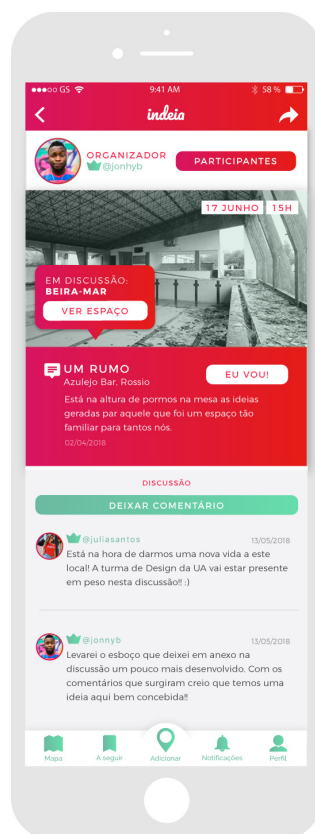 GS 9:41 AM 58 %
indeia
ORGANIZADOR
@jonhyb
PARTICIPANTES
17 JUNHO 15H
EM DISCUSSÃO:
BEIRA-MAR
VER ESPAÇO
UM RUMO
Azulejo Bar, Rossio
EU VOU!
Está na altura de pormos na mesa as ideias
geradas par aquele que foi um espaço tão
familiar para tantos nós.
02/04/2018
DISCUSSÃO
DEIXAR COMENTÁRIO
@juliasantos 13/05/2018
Está na hora de darmos uma nova vida a este
local! A turma de Design da UA vai estar presente
em peso nesta discussão!! :)
@jonnyb 13/05/2018
Levarei o esboço que deixei em anexo na
discussão um pouco mais desenvolvido. Com os
comentários que surgiram creio que temos uma
ideia aqui bem concebida!!
Mapa A seguir Adicionar Notificações Perfil